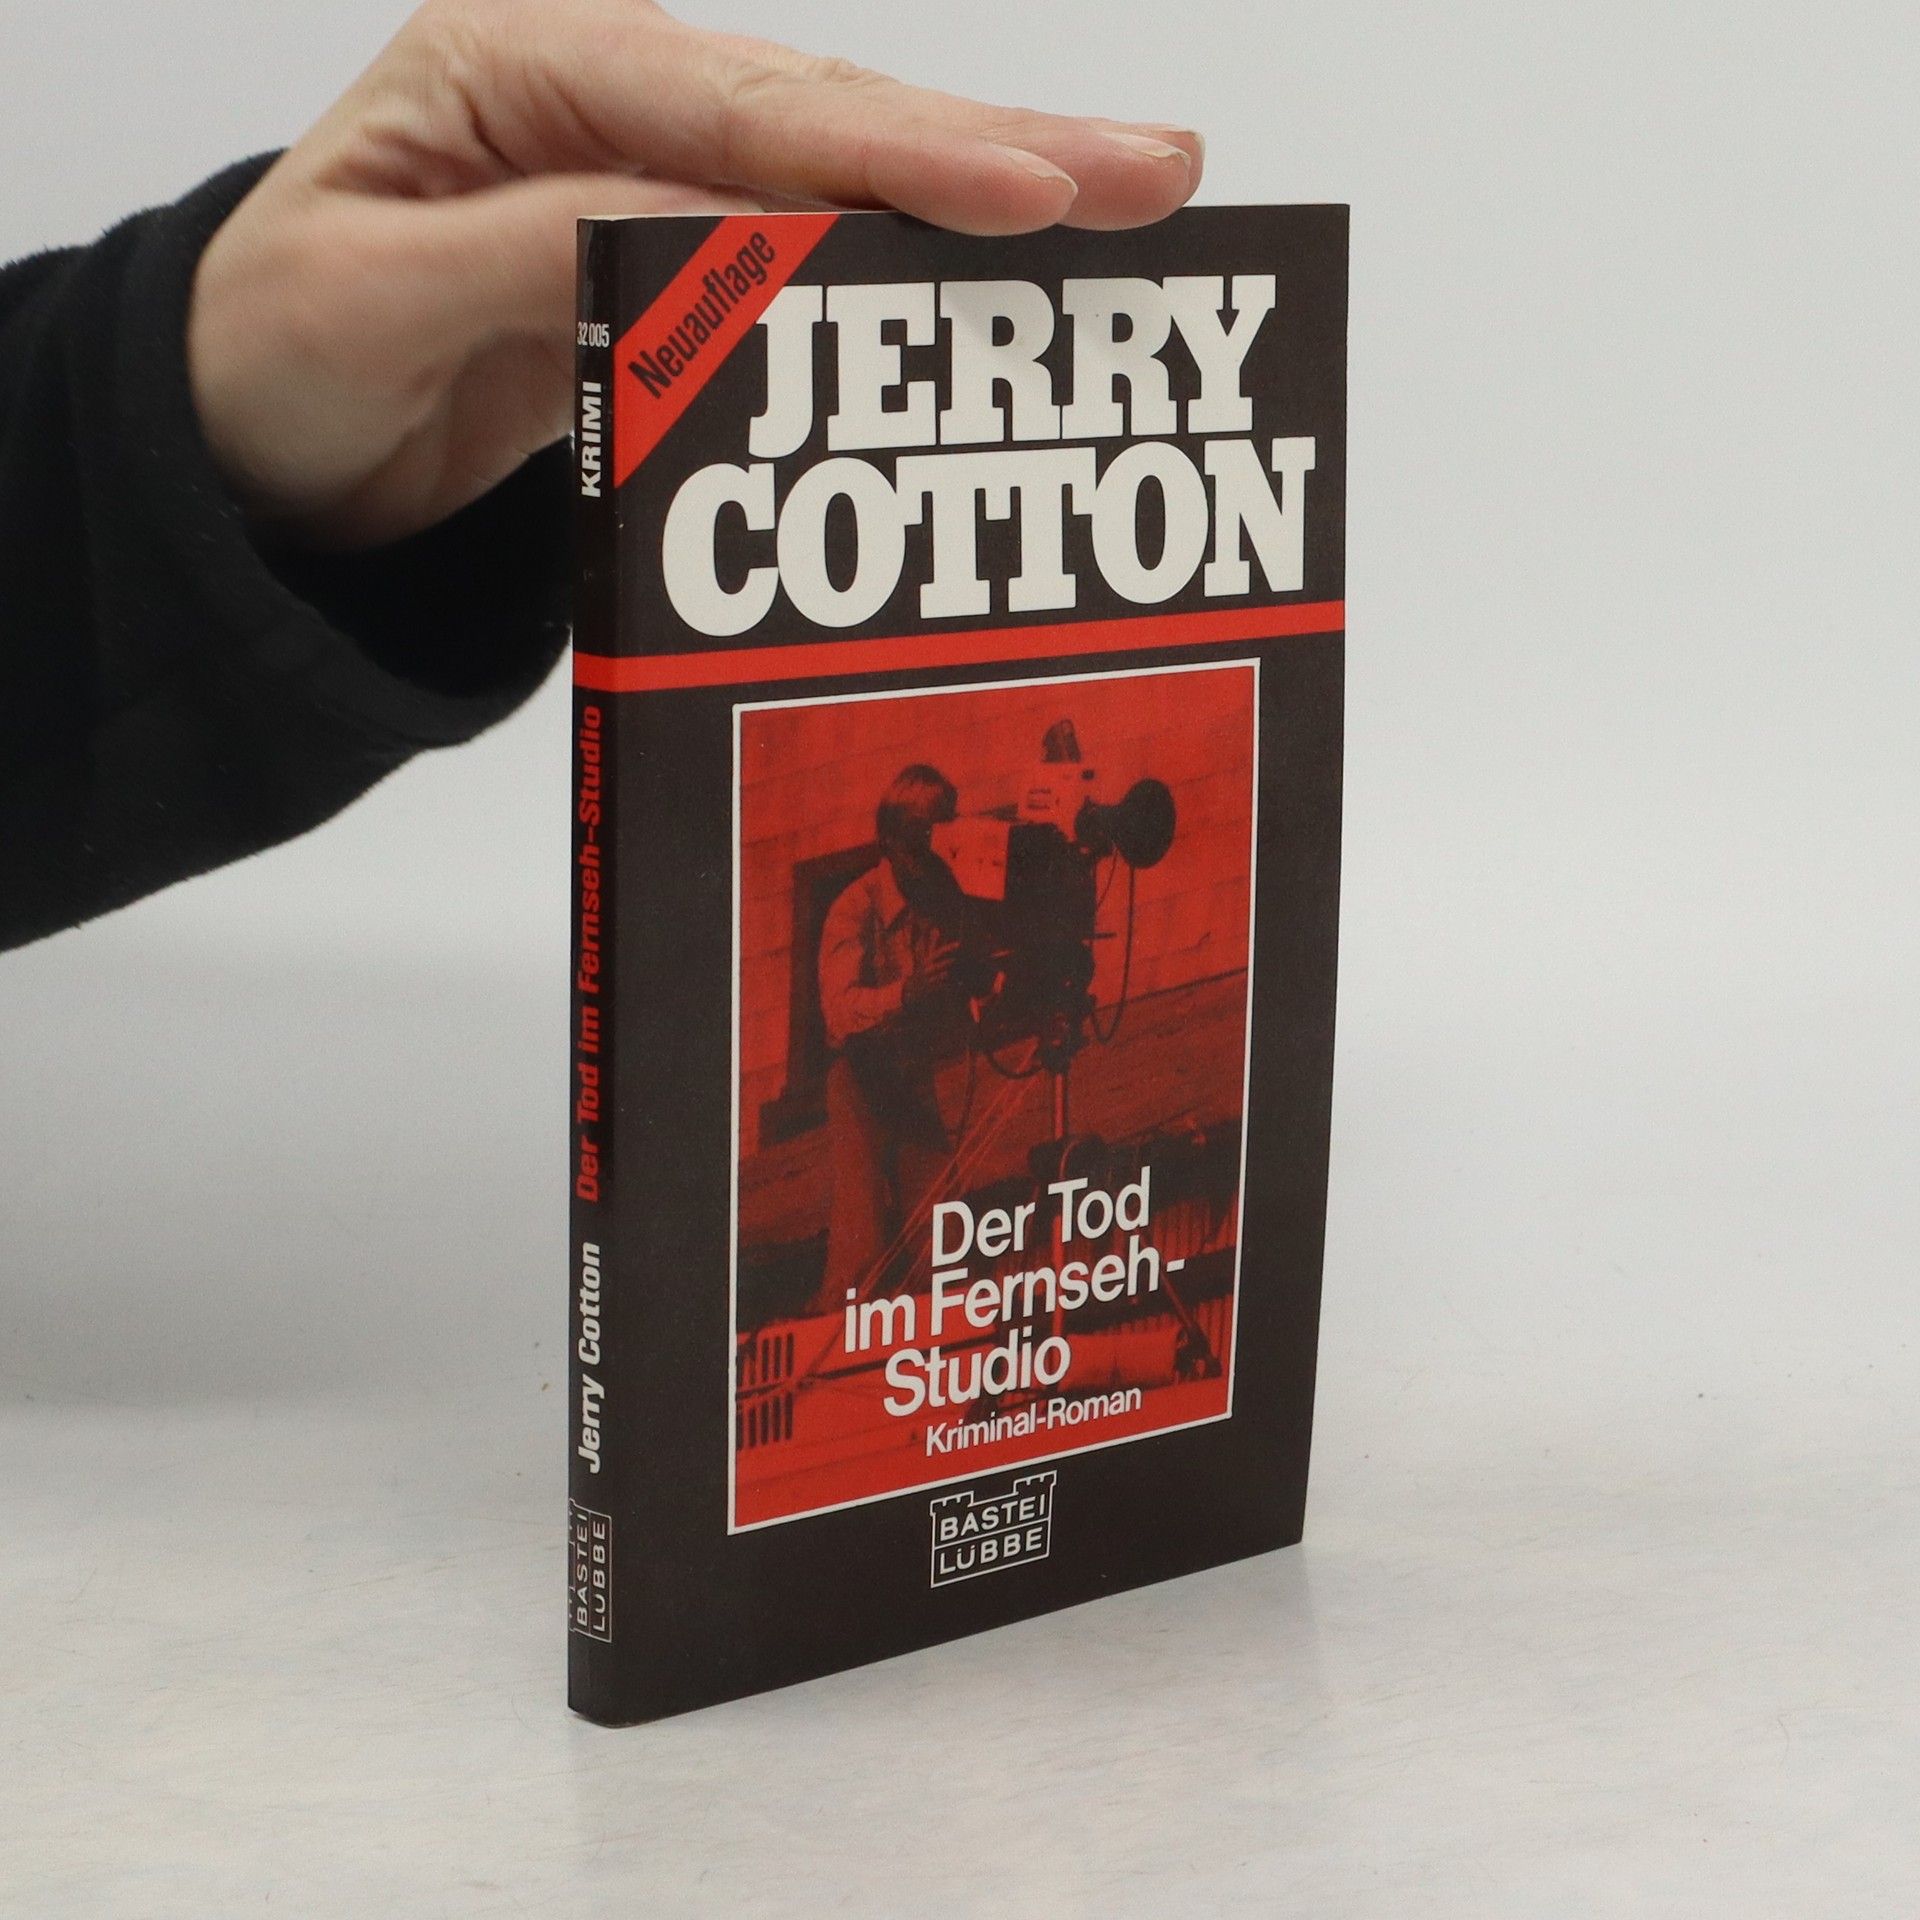 Neuauflage
JERRY
COTTON
Der Tod
im Fernseh-
Studio
Kriminal-Roman
BASTEI
LÜBBE
32 005
KRIMI
Der Tod im Fernseh-Studio
Jerry Cotton
BASTEI
LÜBBE